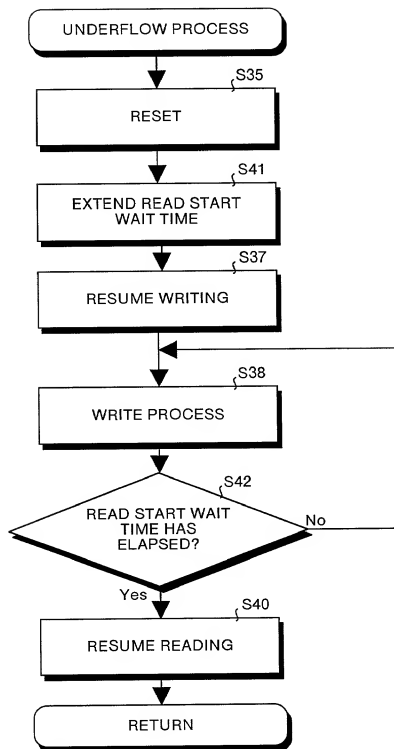 UNDERFLOW PROCESS
S35
RESET
S41
EXTEND READ START
WAIT TIME
S37
RESUME WRITING
S38
WRITE PROCESS
S42
READ START WAIT
TIME HAS
ELAPSED?
No
Yes
S40
RESUME READING
RETURN